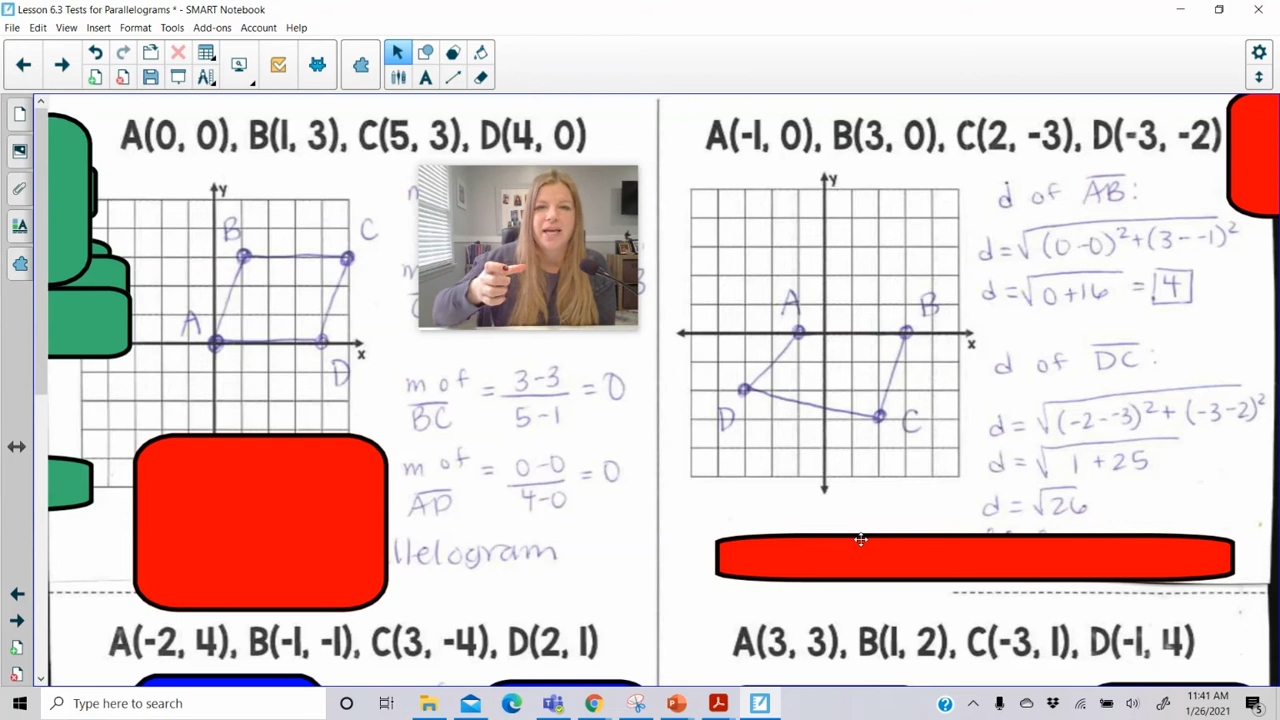 Lesson 6.3 Tests for Parallelograms * - SMART Notebook
File Edit View Insert Format Tools Add-ons Account Help
A(0, 0), B(1, 3), C(5, 3), D(4, 0)
y
B
C
A
x
D
m of BC = 3-3 / 5-1 = 0
m of AD = 0-0 / 4-0 = 0
llelogram
A(-1, 0), B(3, 0), C(2, -3), D(-3, -2)
y
A
B
x
D
C
d of AB:
d=√(0-0)²+(3--1)²
d=√0+16 = 4
d of DC:
d=√(-2--3)²+(-3-2)²
d=√1+25
d=√26
A(-2, 4), B(-1, -1), C(3, -4), D(2, 1)
A(3, 3), B(1, 2), C(-3, 1), D(-1, 4)
Type here to search
11:41 AM
1/26/2021
5